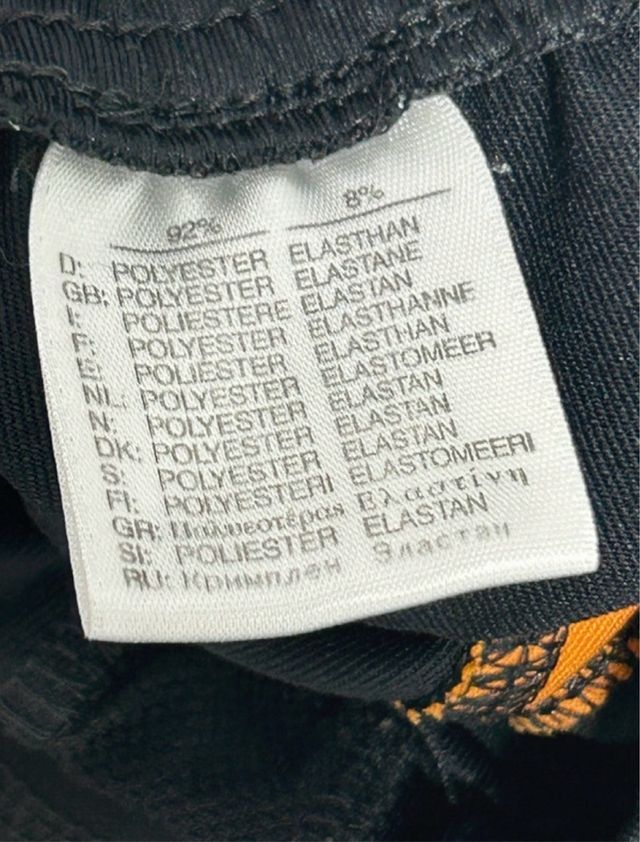 92% 8%
D: POLYESTER ELASTHAN
GB: POLYESTER ELASTANE
I: POLIESTERE ELASTAN
F: POLYESTER ELASTHANNE
E: POLIESTER ELASTHAN
NL: POLYESTER ELASTOMEER
N: POLYESTER ELASTAN
DK: POLYESTER ELASTAN
S: POLYESTER ELASTAN
FI: POLYESTERI ELASTOMEERI
GR: Πολυεστέρας Ελαστίνη
SI: POLIESTER ELASTAN
RU: Кримплен Эластан